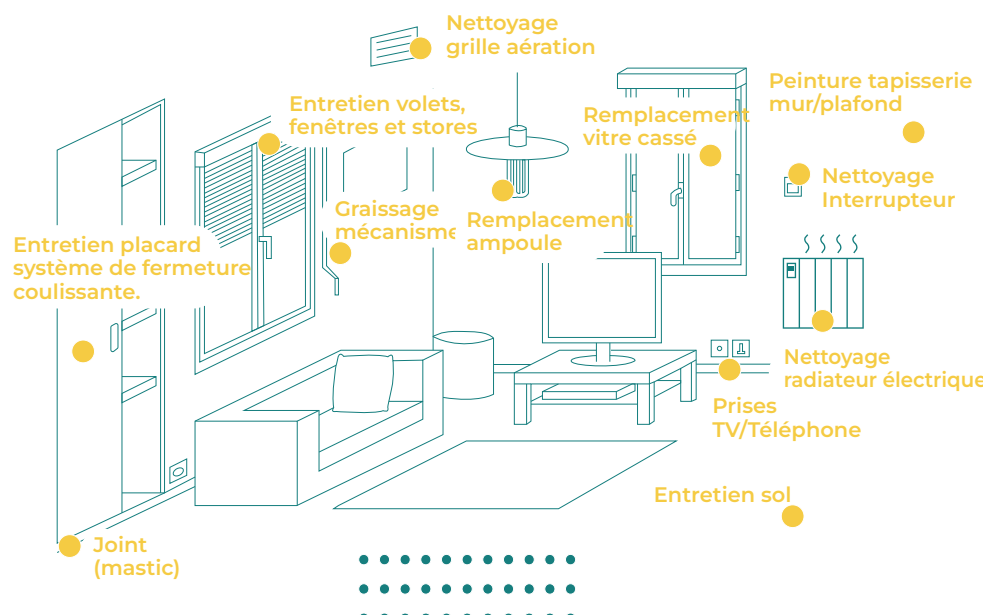 Nettoyage
grille aération
Entretien volets,
fenêtres et stores
Remplacement
vitre cassé
Peinture tapisserie
mur/plafond
Nettoyage
Interrupteur
Graissage
mécanisme
Remplacement
ampoule
Entretien placard
système de fermeture
coulissante.
Nettoyage
radiateur électrique
Prises
TV/Téléphone
Entretien sol
Joint
(mastic)